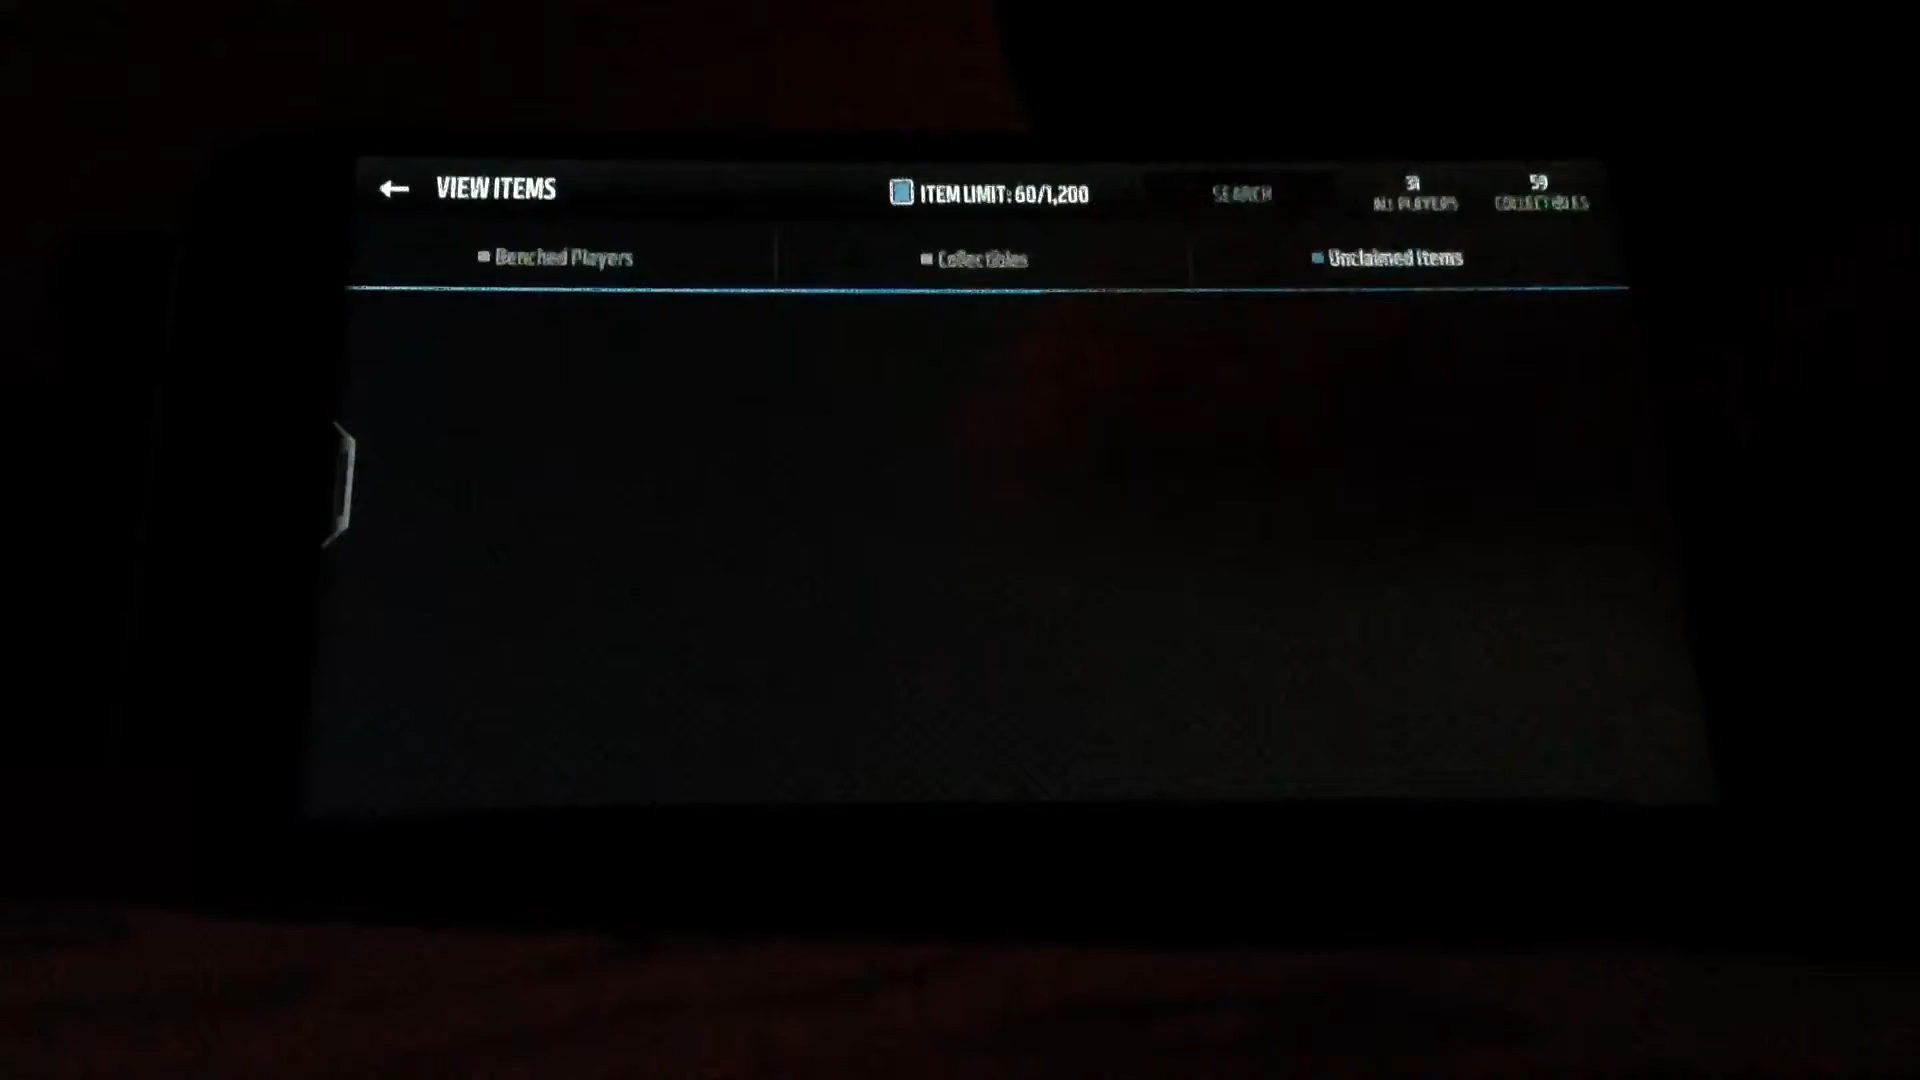 VIEW ITEMS
ITEM LIMIT: 60/1,200
SEARCH
31
ALL PLAYERS
59
COLLECTIBLES
Benched Players
Collectibles
Unclaimed Items